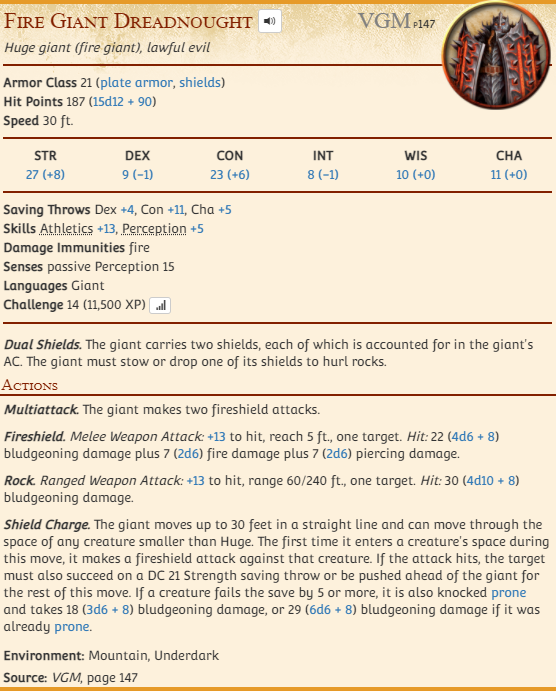 Fire Giant Dreadnought VGM P147
Huge giant (fire giant), lawful evil
Armor Class 21 (plate armor, shields)
Hit Points 187 (15d12 + 90)
Speed 30 ft.
STR DEX CON INT WIS CHA
27 (+8) 9 (−1) 23 (+6) 8 (−1) 10 (+0) 11 (+0)
Saving Throws Dex +4, Con +11, Cha +5
Skills Athletics +13, Perception +5
Damage Immunities fire
Senses passive Perception 15
Languages Giant
Challenge 14 (11,500 XP)
Dual Shields. The giant carries two shields, each of which is accounted for in the giant's
AC. The giant must stow or drop one of its shields to hurl rocks.
Actions
Multiattack. The giant makes two fireshield attacks.
Fireshield. Melee Weapon Attack: +13 to hit, reach 5 ft., one target. Hit: 22 (4d6 + 8)
bludgeoning damage plus 7 (2d6) fire damage plus 7 (2d6) piercing damage.
Rock. Ranged Weapon Attack: +13 to hit, range 60/240 ft., one target. Hit: 30 (4d10 + 8)
bludgeoning damage.
Shield Charge. The giant moves up to 30 feet in a straight line and can move through the
space of any creature smaller than Huge. The first time it enters a creature's space during
this move, it makes a fireshield attack against that creature. If the attack hits, the target
must also succeed on a DC 21 Strength saving throw or be pushed ahead of the giant for
the rest of this move. If a creature fails the save by 5 or more, it is also knocked prone
and takes 18 (3d6 + 8) bludgeoning damage, or 29 (6d6 + 8) bludgeoning damage if it was
already prone.
Environment: Mountain, Underdark
Source: VGM, page 147